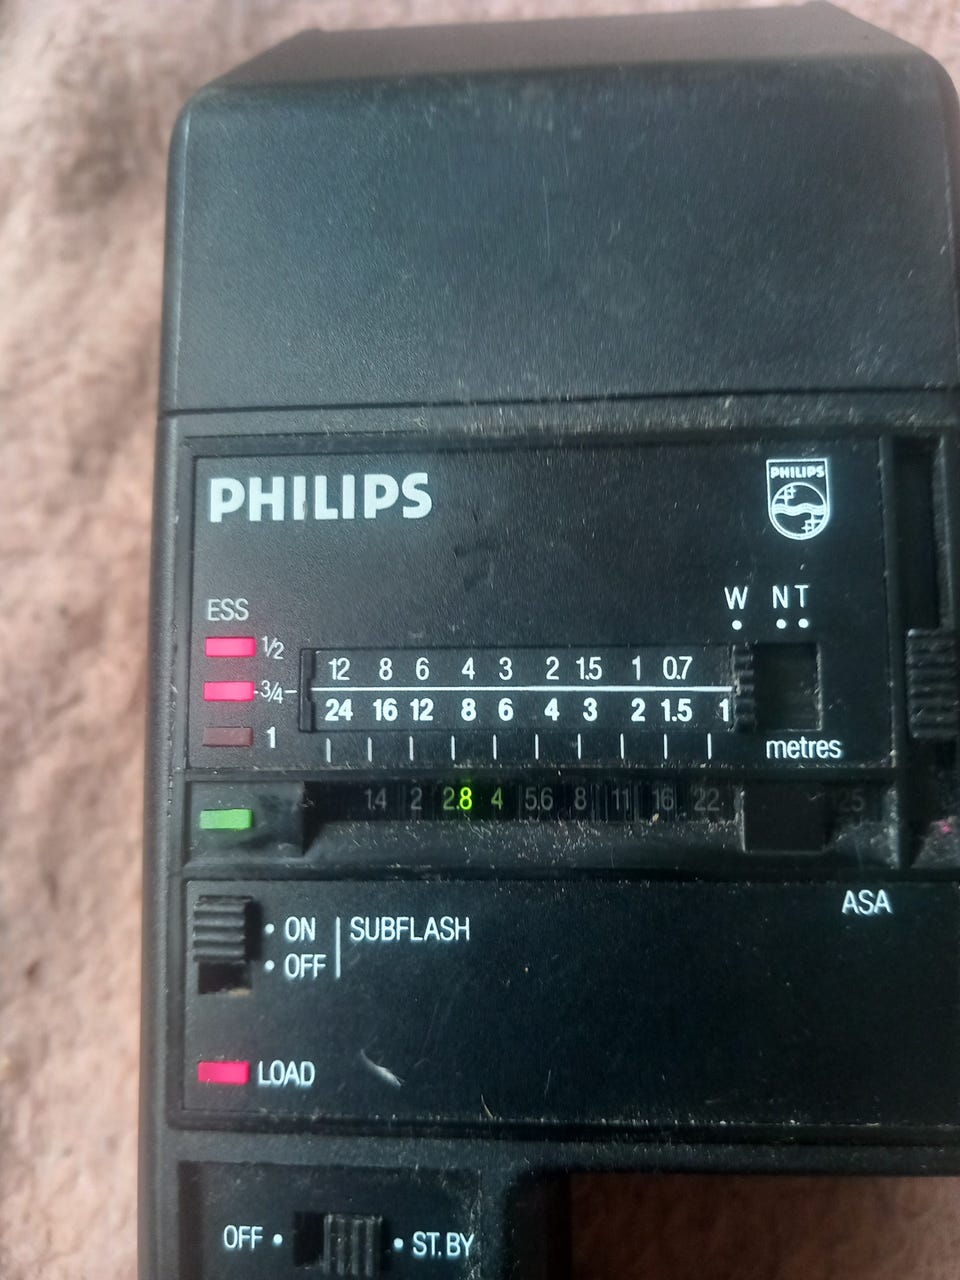 PHILIPS
PHILIPS
W N T
ESS
1/2
3/4
1
12 8 6 4 3 2 1.5 1 0.7
24 16 12 8 6 4 3 2 1.5 1
metres
1.4 2 2.8 4 5.6 8 11 16 22
ASA
ON
OFF
SUBFLASH
LOAD
OFF
ST.BY